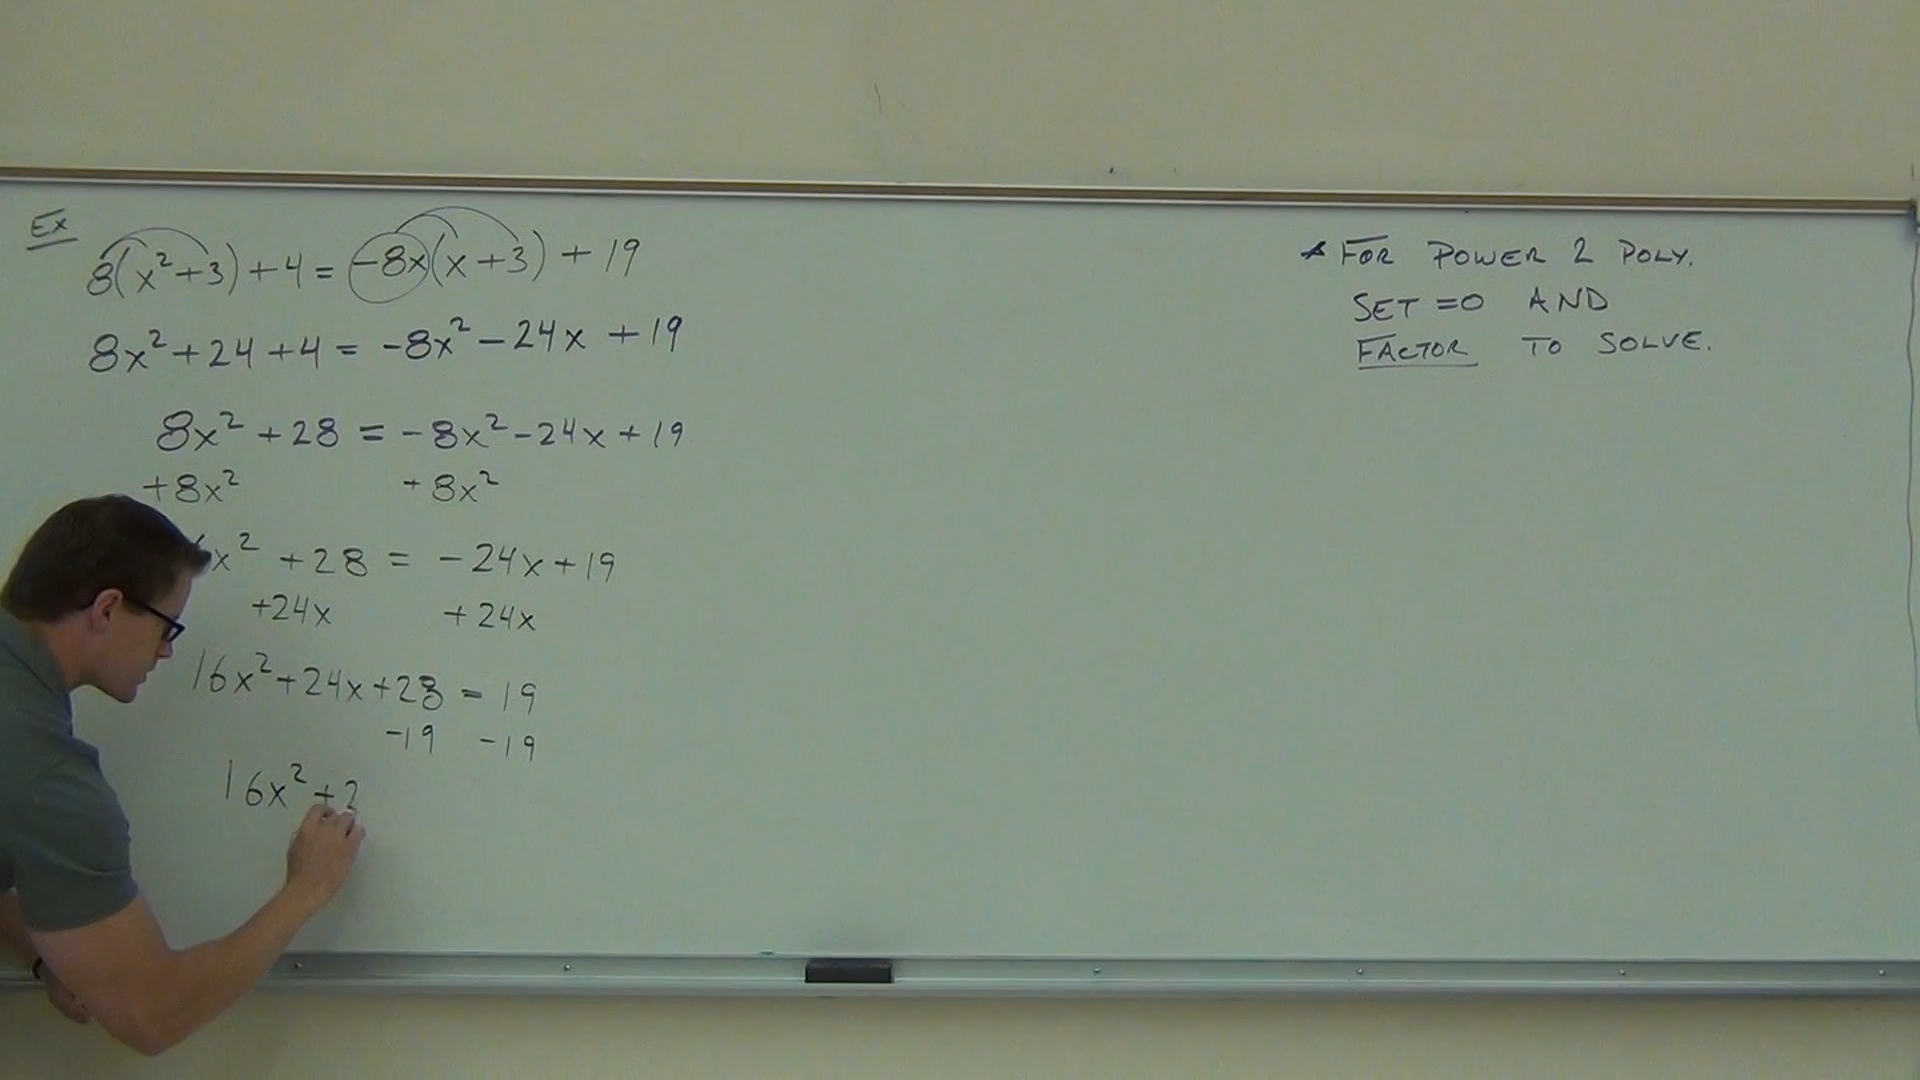 Ex
8(x²+3)+4 = -8x(x+3)+19
8x²+24+4 = -8x²-24x+19
8x²+28 = -8x²-24x+19
+8x² +8x²
6x²+28 = -24x+19
+24x +24x
16x²+24x+28 = 19
-19 -19
16x²+2
* FOR POWER 2 POLY.
SET =0 AND
FACTOR TO SOLVE.